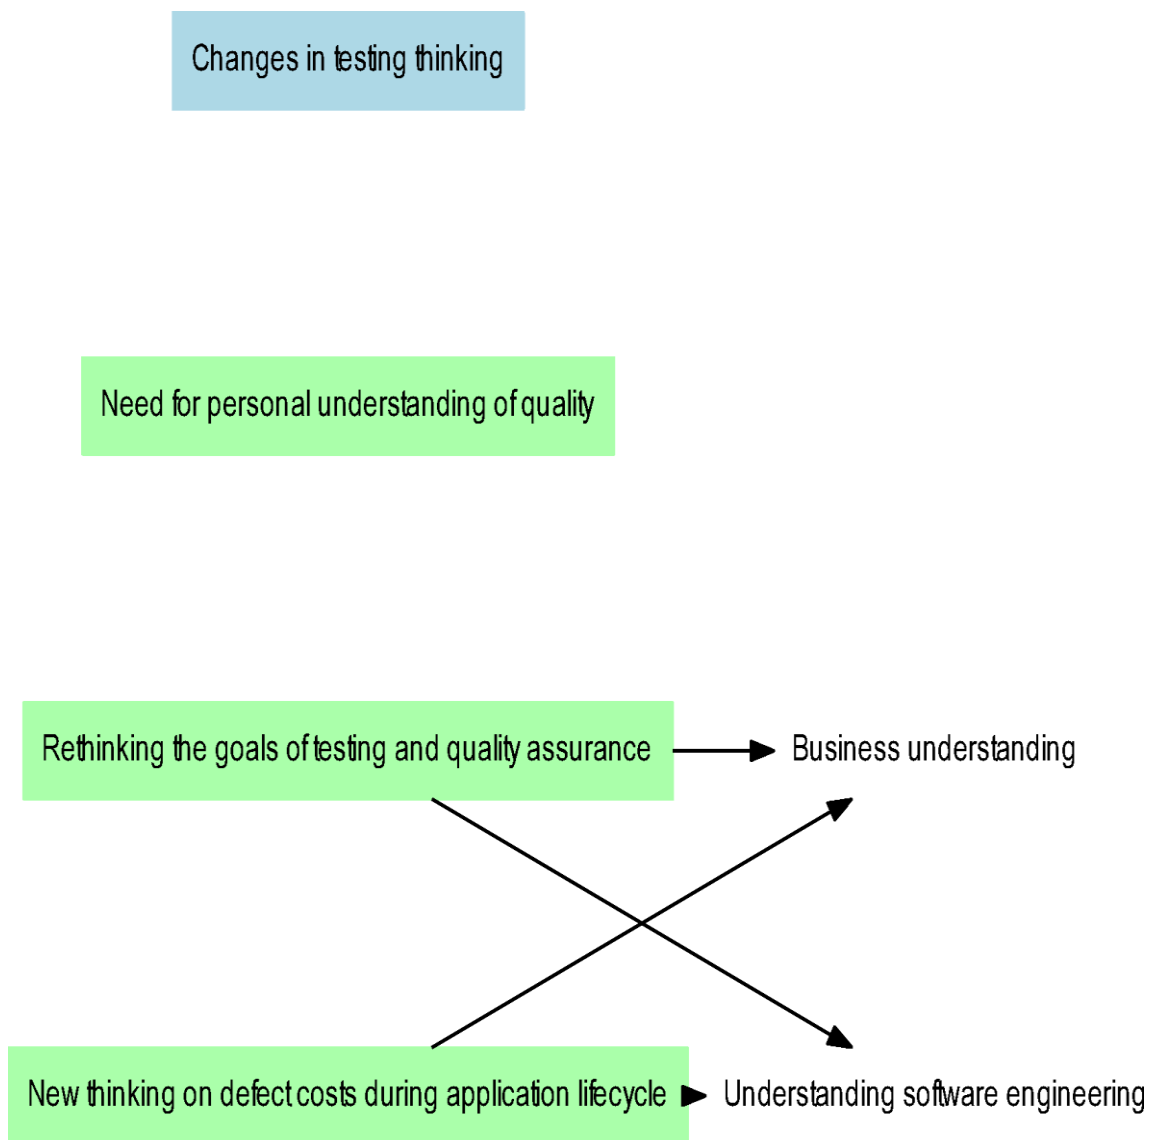 Changes in testing thinking
Need for personal understanding of quality
Rethinking the goals of testing and quality assurance
Business understanding
New thinking on defect costs during application lifecycle
Understanding software engineering